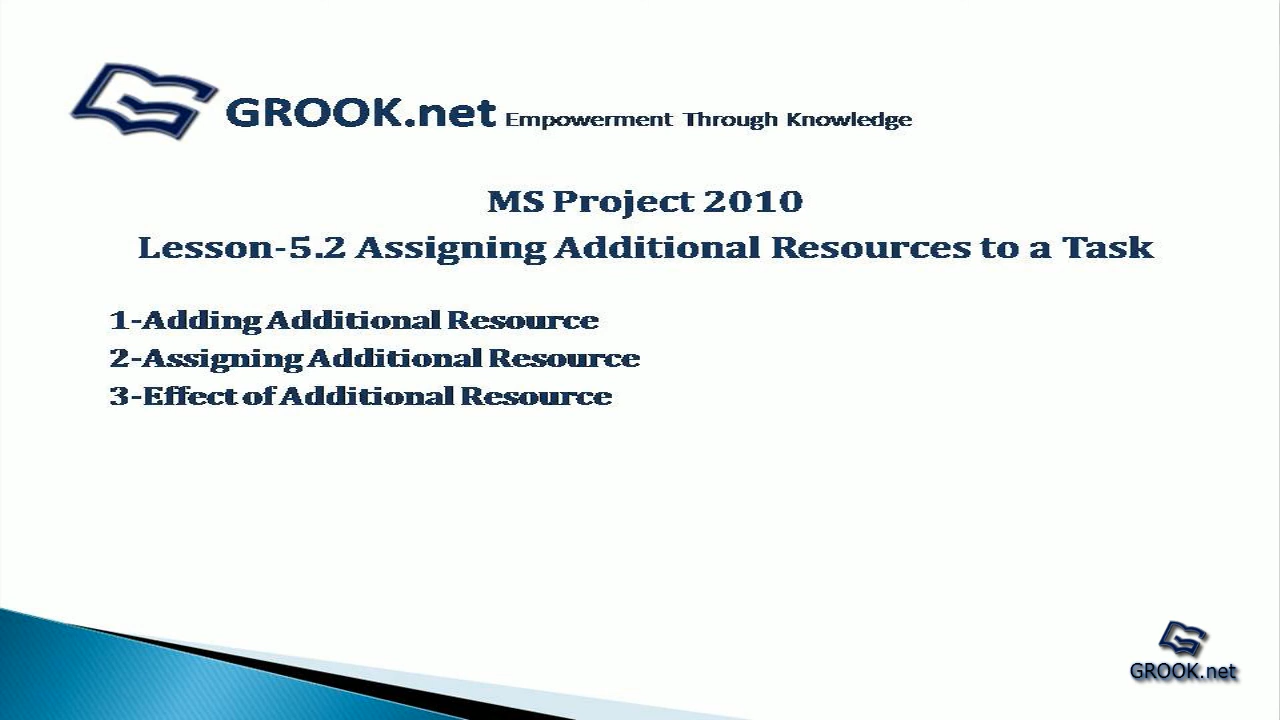 GROOK.net Empowerment Through Knowledge
MS Project 2010
Lesson-5.2 Assigning Additional Resources to a Task
1-Adding Additional Resource
2-Assigning Additional Resource
3-Effect of Additional Resource
GROOK.net